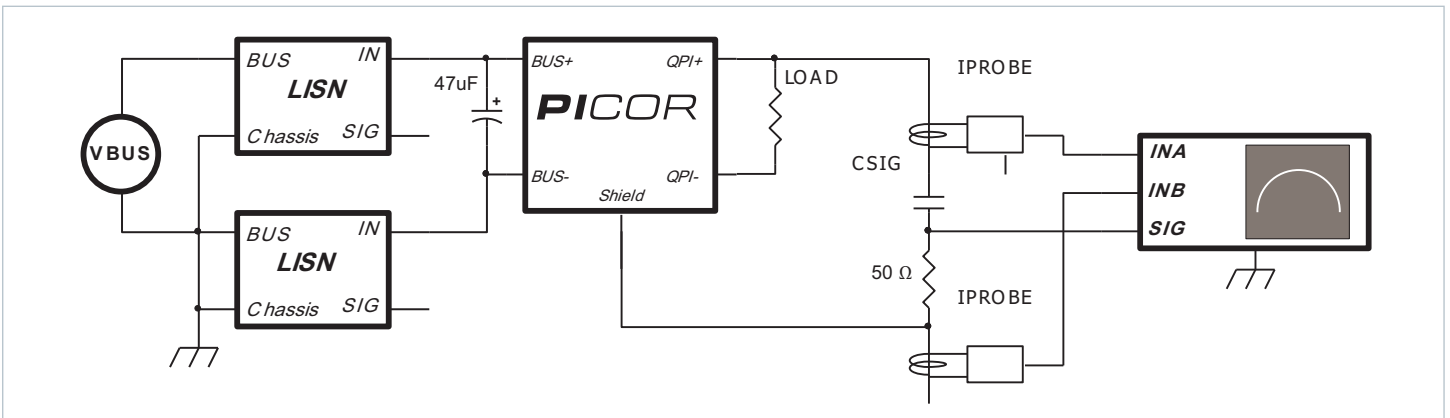 BUS
IN
LISN
Chassis
SIG
VBUS
BUS
IN
LISN
Chassis
SIG
47uF
+
BUS+
QPI+
PICOR
BUS-
QPI-
Shield
LOAD
IPROBE
CSIG
50 Ω
IPROBE
INA
INB
SIG